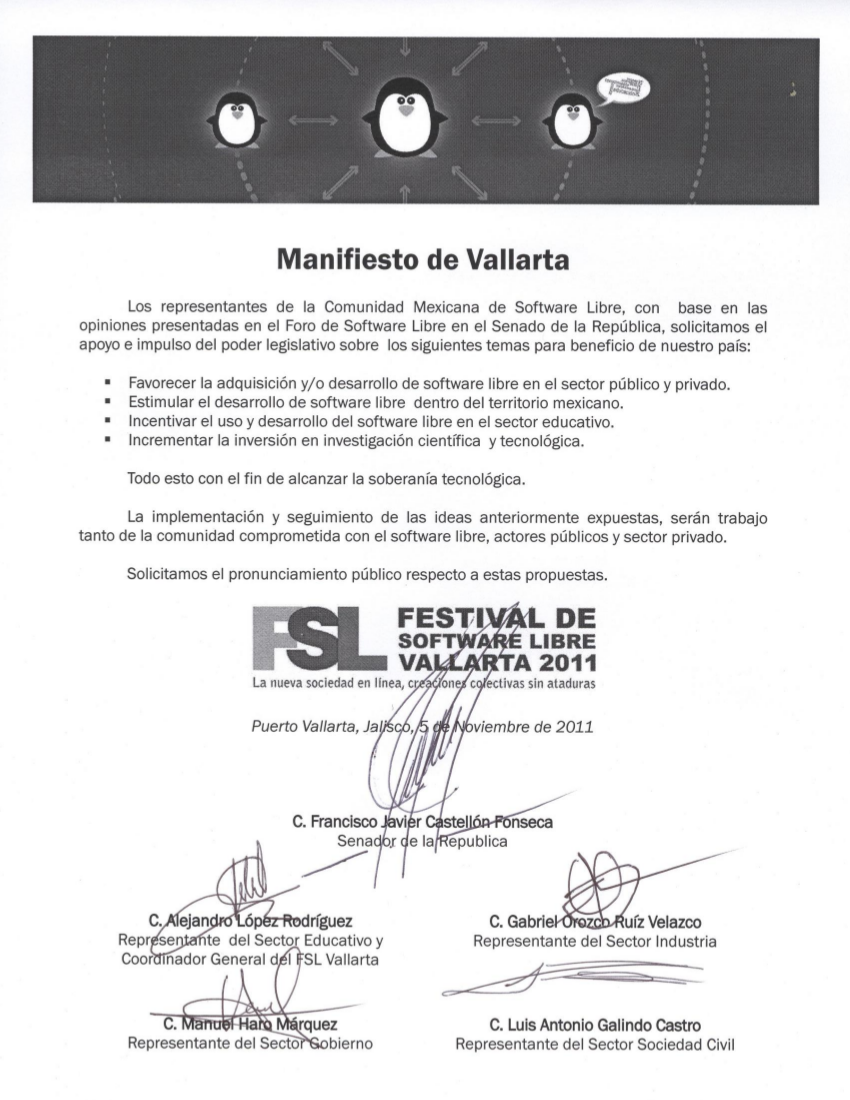 Manifiesto de Vallarta
Los representantes de la Comunidad Mexicana de Software Libre, con base en las
opiniones presentadas en el Foro de Software Libre en el Senado de la República, solicitamos el
apoyo e impulso del poder legislativo sobre los siguientes temas para beneficio de nuestro país:
▪ Favorecer la adquisición y/o desarrollo de software libre en el sector público y privado.
▪ Estimular el desarrollo de software libre dentro del territorio mexicano.
▪ Incentivar el uso y desarrollo del software libre en el sector educativo.
▪ Incrementar la inversión en investigación científica y tecnológica.
Todo esto con el fin de alcanzar la soberanía tecnológica.
La implementación y seguimiento de las ideas anteriormente expuestas, serán trabajo
tanto de la comunidad comprometida con el software libre, actores públicos y sector privado.
Solicitamos el pronunciamiento público respecto a estas propuestas.
FSL FESTIVAL DE
SOFTWARE LIBRE
VALLARTA 2011
La nueva sociedad en línea, creaciones colectivas sin ataduras
Puerto Vallarta, Jalisco, 5 de Noviembre de 2011
C. Francisco Javier Castellón Fonseca
Senador de la Republica
C. Alejandro López Rodríguez
Representante del Sector Educativo y
Coordinador General del FSL Vallarta
C. Gabriel Orozco Ruíz Velazco
Representante del Sector Industria
C. Manuel Haro Márquez
Representante del Sector Gobierno
C. Luis Antonio Galindo Castro
Representante del Sector Sociedad Civil